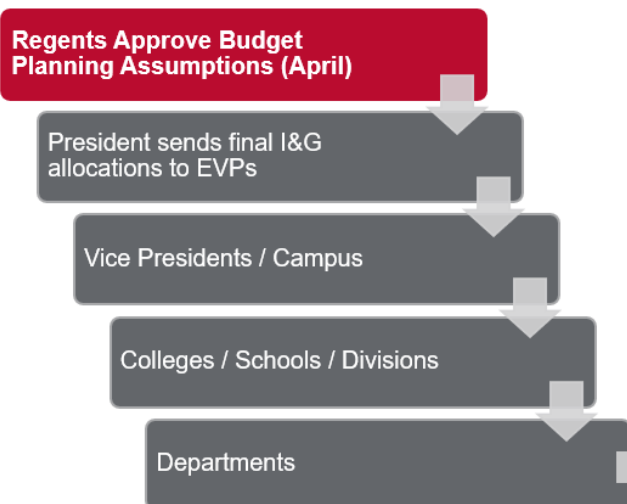 Regents Approve Budget
Planning Assumptions (April)
President sends final I&G
allocations to EVPs
Vice Presidents / Campus
Colleges / Schools / Divisions
Departments